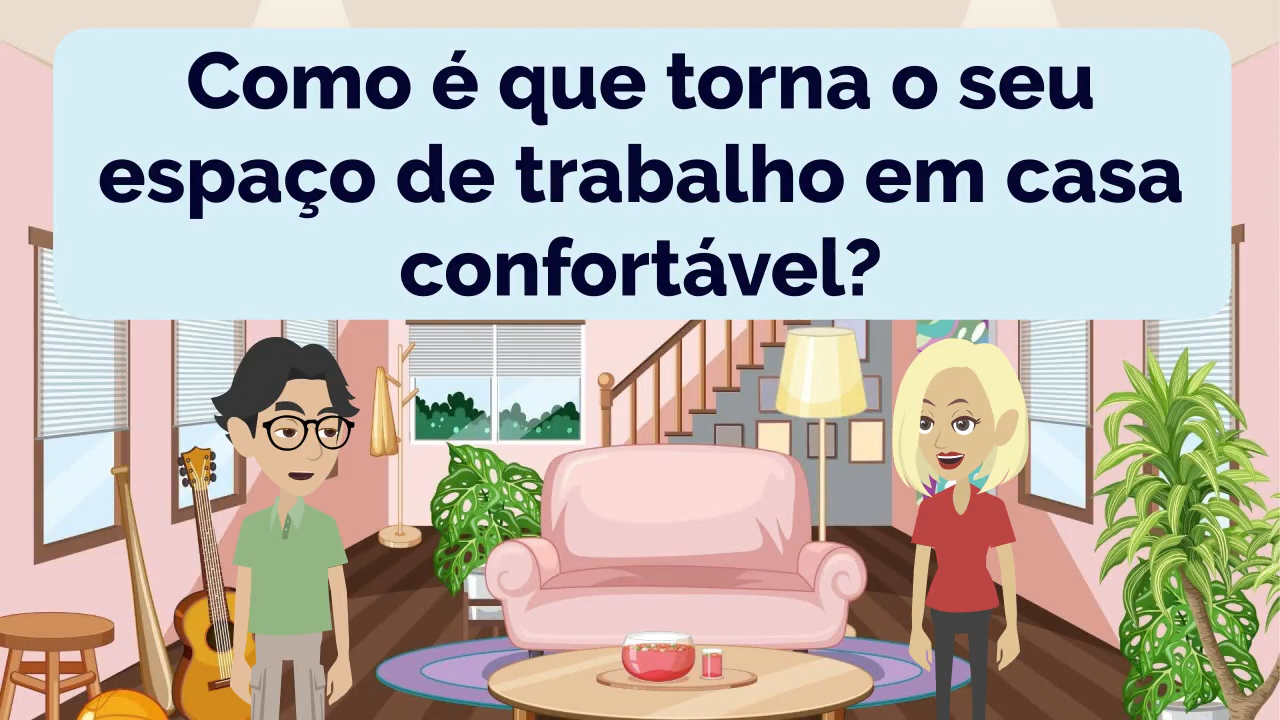 Como é que torna o seu
espaço de trabalho em casa
confortável?